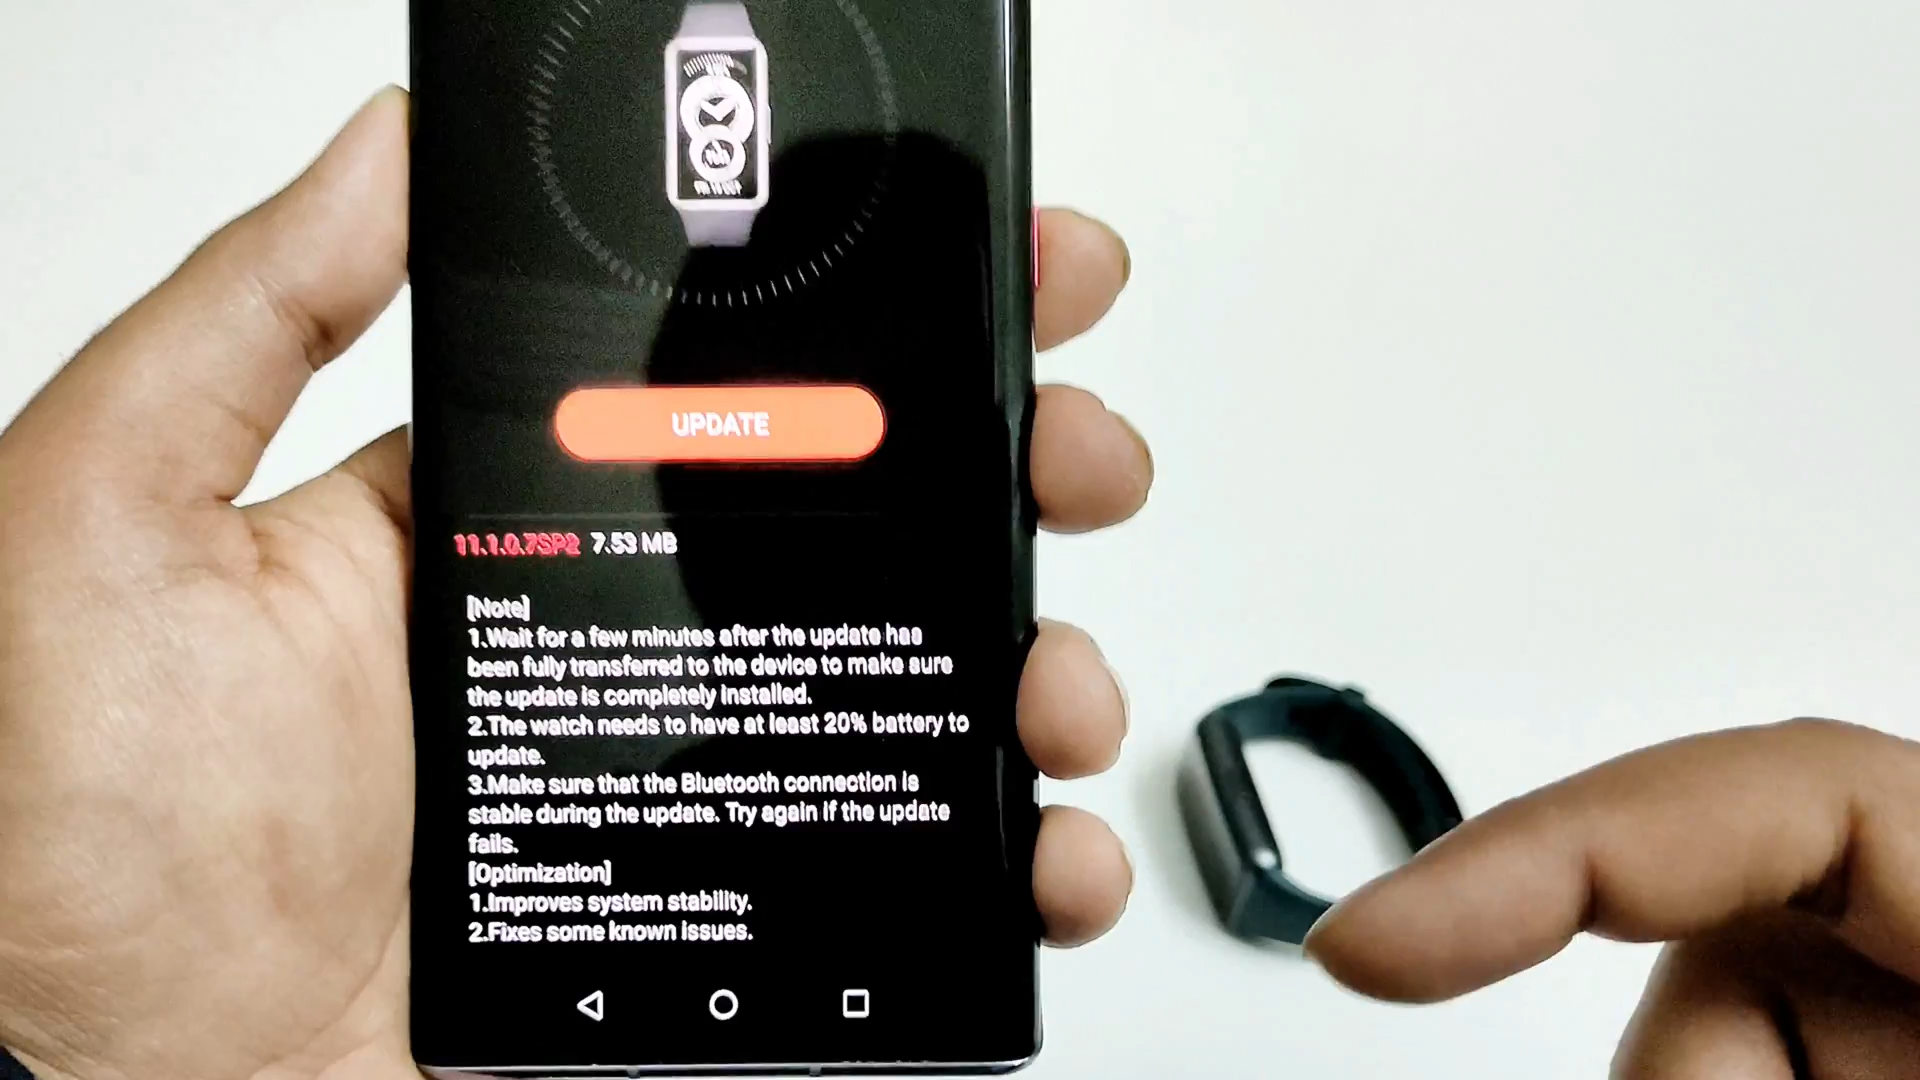 UPDATE
11.1.0.7SP2 7.53 MB
[Note]
1.Wait for a few minutes after the update has
been fully transferred to the device to make sure
the update is completely installed.
2.The watch needs to have at least 20% battery to
update.
3.Make sure that the Bluetooth connection is
stable during the update. Try again if the update
fails.
[Optimization]
1.Improves system stability.
2.Fixes some known issues.